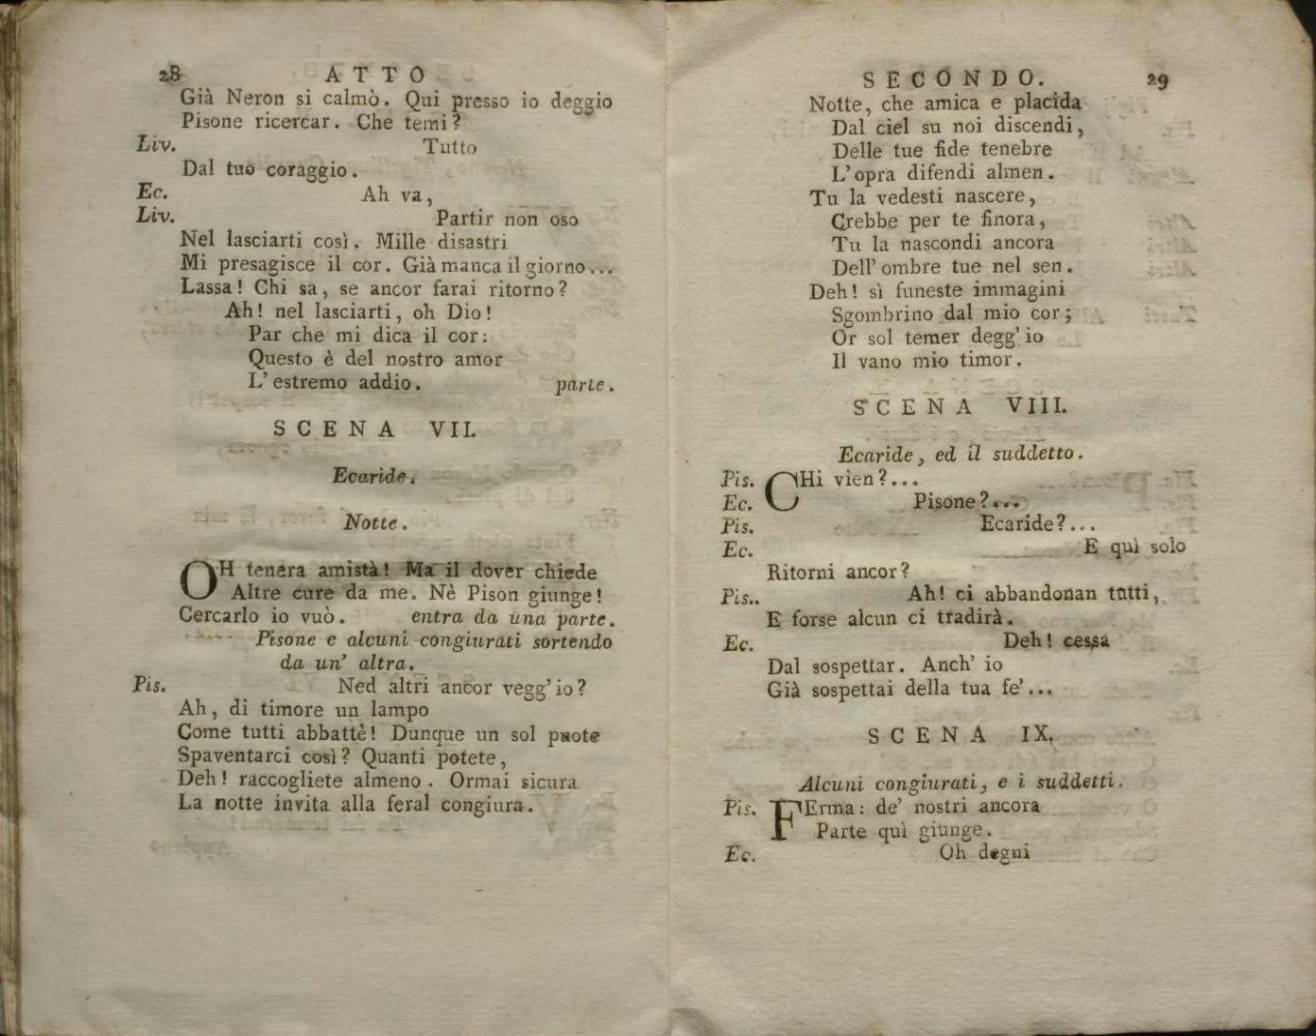 28 ATTO
Già Neron si calmò. Qui presso io deggio
Pisone ricercar. Che temi?
Liv. Tutto
Dal tuo coraggio.
Ec. Ah va,
Liv. Partir non oso
Nel lasciarti così. Mille disastri
Mi presagisce il cor. Già manca il giorno...
Lassa! Chi sa, se ancor farai ritorno?
Ah! nel lasciarti, oh Dio!
Par che mi dica il cor:
Questo è del nostro amor
L'estremo addio. parte.
SCENA VII.
Ecaride.
Notte.
OH tenera amistà! Ma il dover chiede
Altre cure da me. Nè Pison giunge!
Cercarlo io vuò. entra da una parte.
Pisone e alcuni congiurati sortendo
da un' altra.
Pis. Ned altri ancor vegg'io?
Ah, di timore un lampo
Come tutti abbattè! Dunque un sol puote
Spaventarci così? Quanti potete,
Deh! raccogliete almeno. Ormai sicura
La notte invita alla feral congiura.
SECONDO. 29
Notte, che amica e placida
Dal ciel su noi discendi,
Delle tue fide tenebre
L'opra difendi almen.
Tu la vedesti nascere,
Crebbe per te finora,
Tu la nascondi ancora
Dell' ombre tue nel sen.
Deh! sì funeste immagini
Sgombrino dal mio cor;
Or sol temer degg' io
Il vano mio timor.
SCENA VIII.
Ecaride, ed il suddetto.
Pis. CHi vien?...
Ec. Pisone?...
Pis. Ecaride?...
Ec. E quì solo
Ritorni ancor?
Pis.. Ah! ci abbandonan tutti,
E forse alcun ci tradirà.
Ec. Deh! cessa
Dal sospettar. Anch' io
Già sospettai della tua fe'...
SCENA IX.
Alcuni congiurati, e i suddetti.
Pis. FErma: de' nostri ancora
Parte quì giunge.
Ec. Oh degni